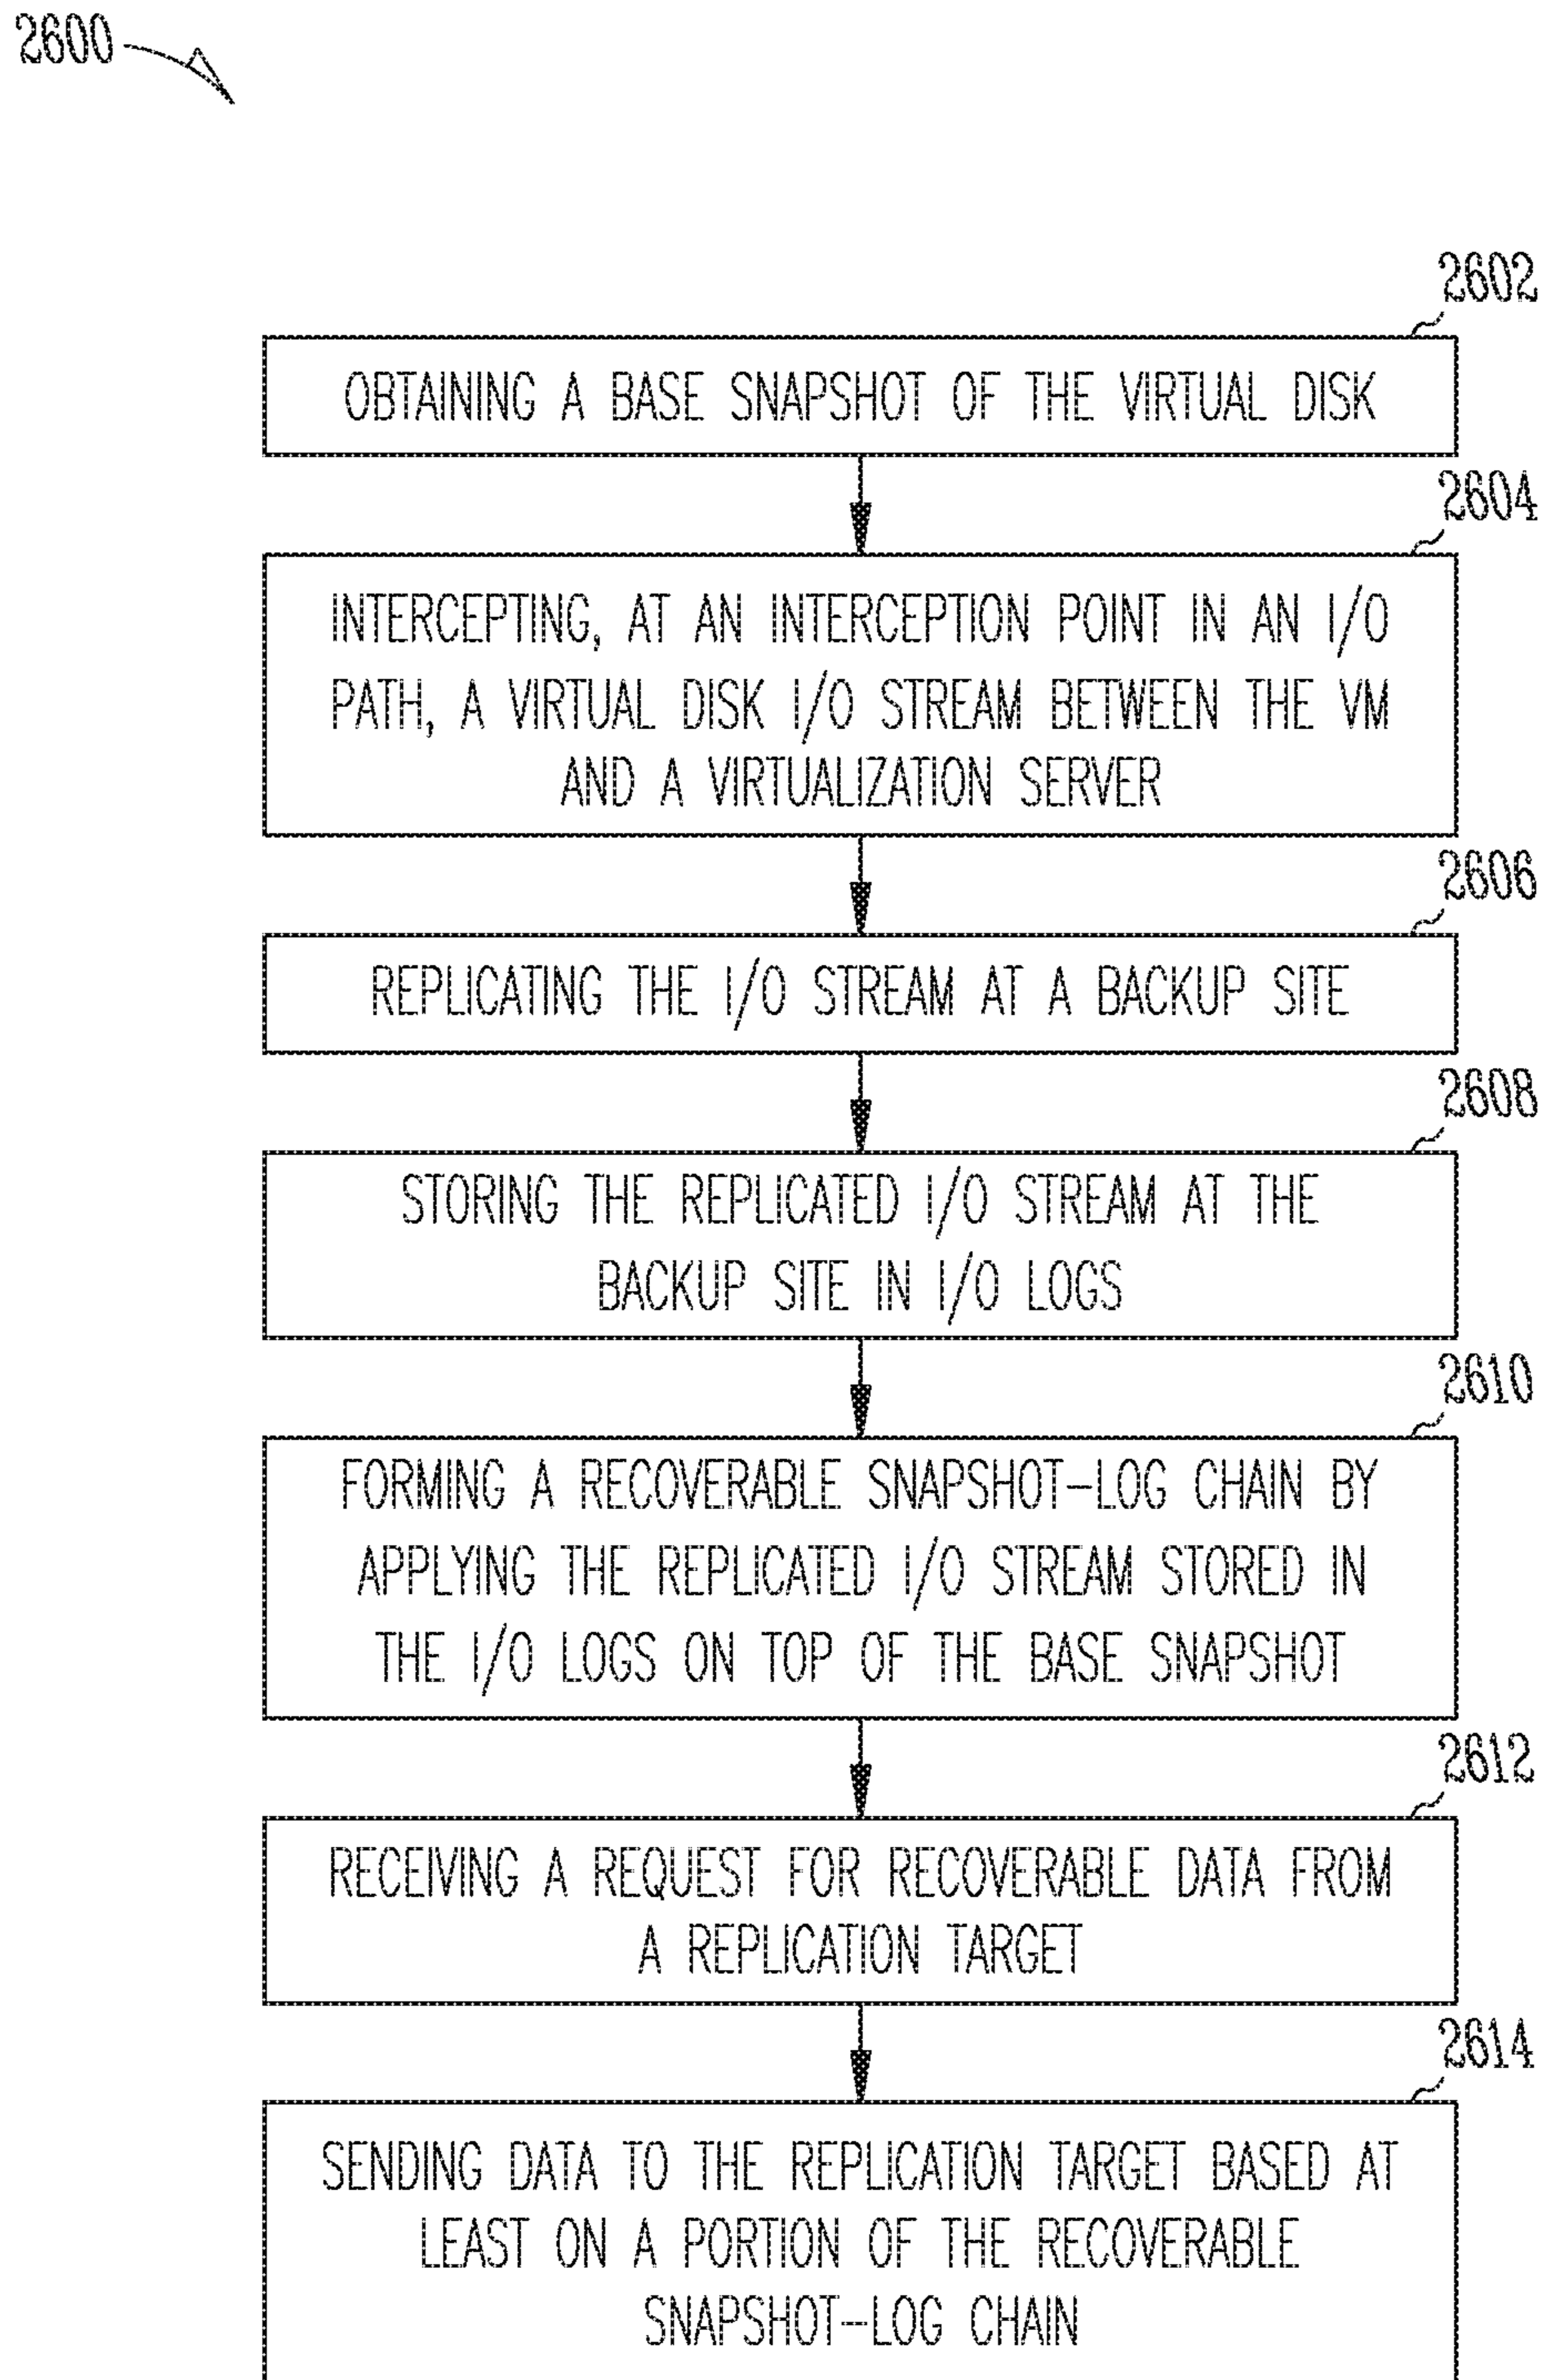 2600
2602
OBTAINING A BASE SNAPSHOT OF THE VIRTUAL DISK
2604
INTERCEPTING, AT AN INTERCEPTION POINT IN AN I/O
PATH, A VIRTUAL DISK I/O STREAM BETWEEN THE VM
AND A VIRTUALIZATION SERVER
2606
REPLICATING THE I/O STREAM AT A BACKUP SITE
2608
STORING THE REPLICATED I/O STREAM AT THE
BACKUP SITE IN I/O LOGS
2610
FORMING A RECOVERABLE SNAPSHOT-LOG CHAIN BY
APPLYING THE REPLICATED I/O STREAM STORED IN
THE I/O LOGS ON TOP OF THE BASE SNAPSHOT
2612
RECEIVING A REQUEST FOR RECOVERABLE DATA FROM
A REPLICATION TARGET
2614
SENDING DATA TO THE REPLICATION TARGET BASED AT
LEAST ON A PORTION OF THE RECOVERABLE
SNAPSHOT-LOG CHAIN